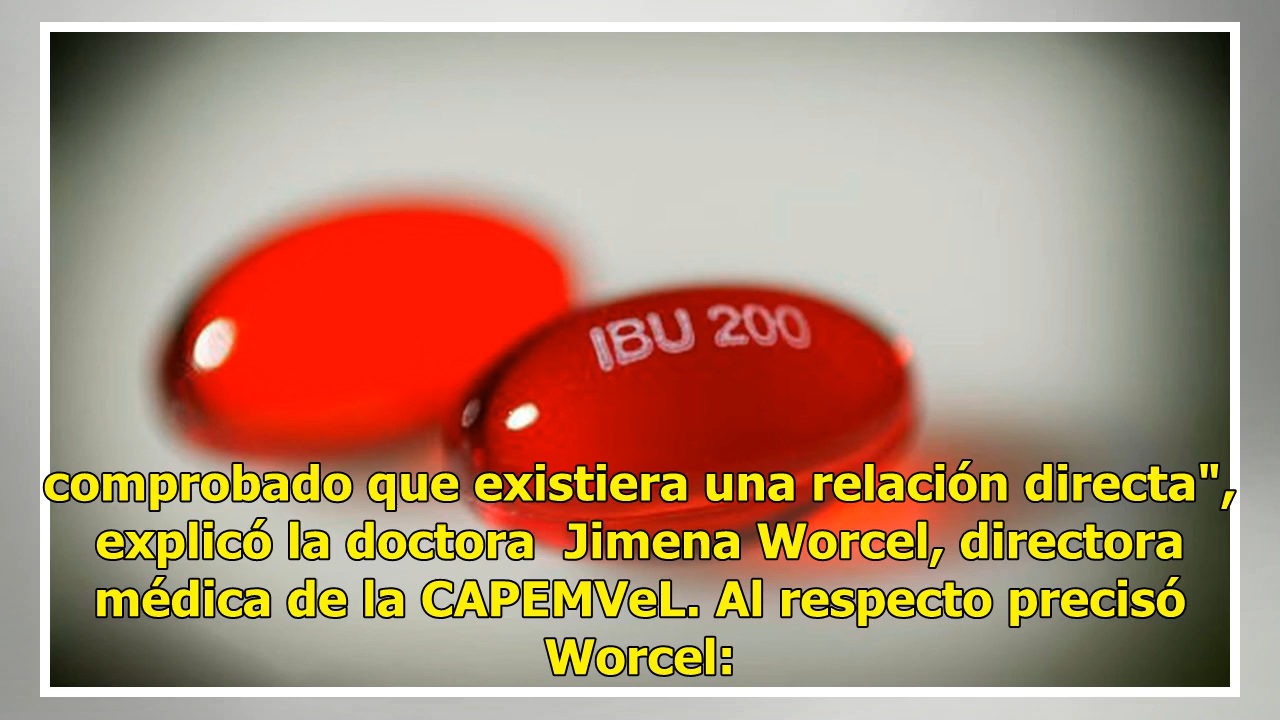 IBU 200
comprobado que existiera una relación directa",
explicó la doctora  Jimena Worcel, directora
médica de la CAPEMVeL. Al respecto precisó
Worcel: